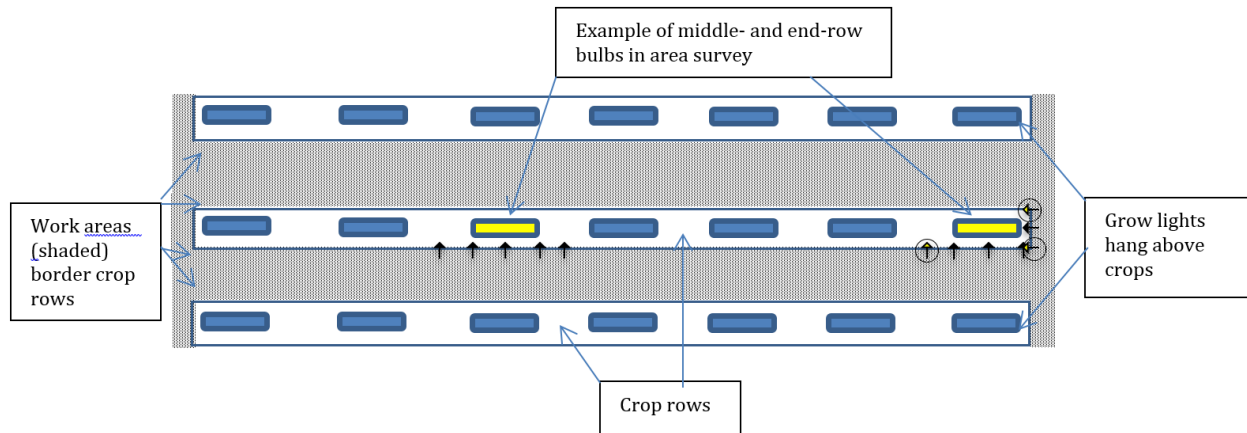 Example of middle- and end-row
bulbs in area survey
Work areas
(shaded)
border crop
rows
Grow lights
hang above
crops
Crop rows